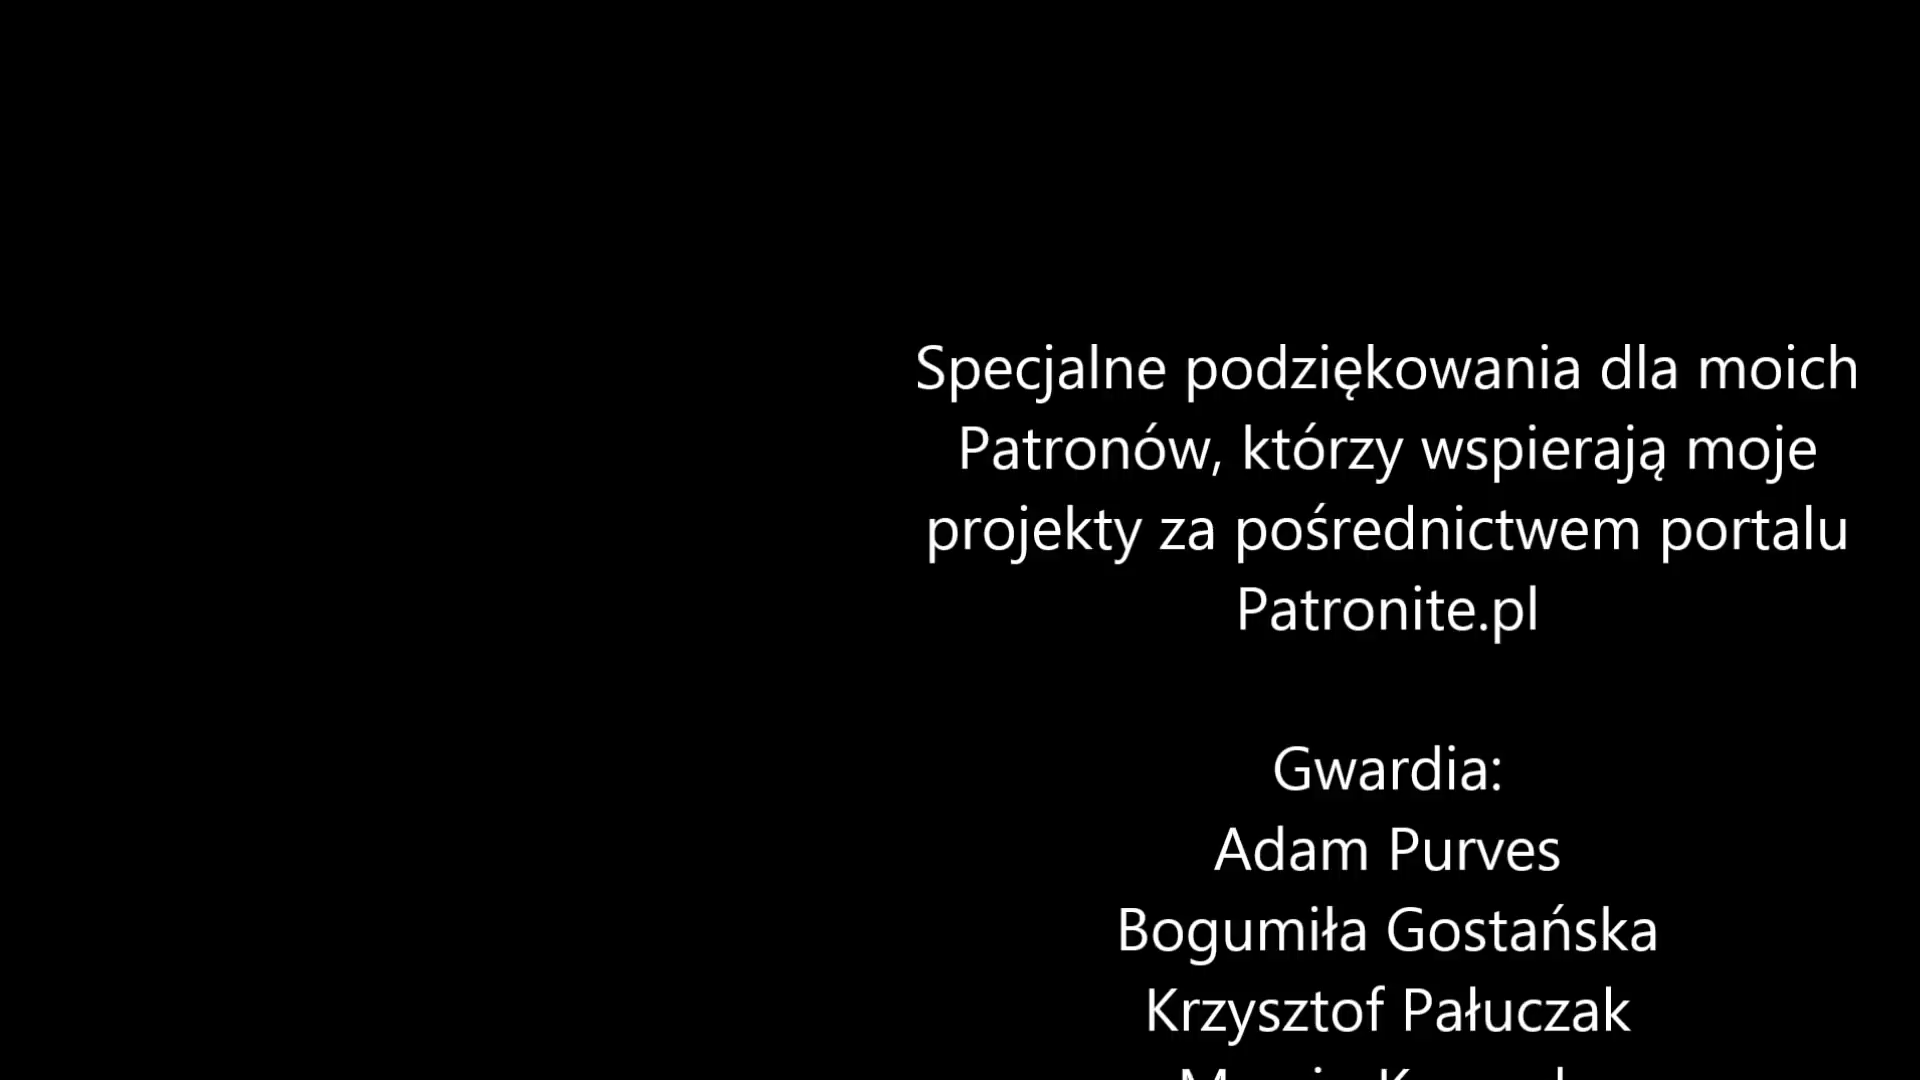 Specjalne podziękowania dla moich
Patronów, którzy wspierają moje
projekty za pośrednictwem portalu
Patronite.pl
Gwardia:
Adam Purves
Bogumiła Gostańska
Krzysztof Pałuczak